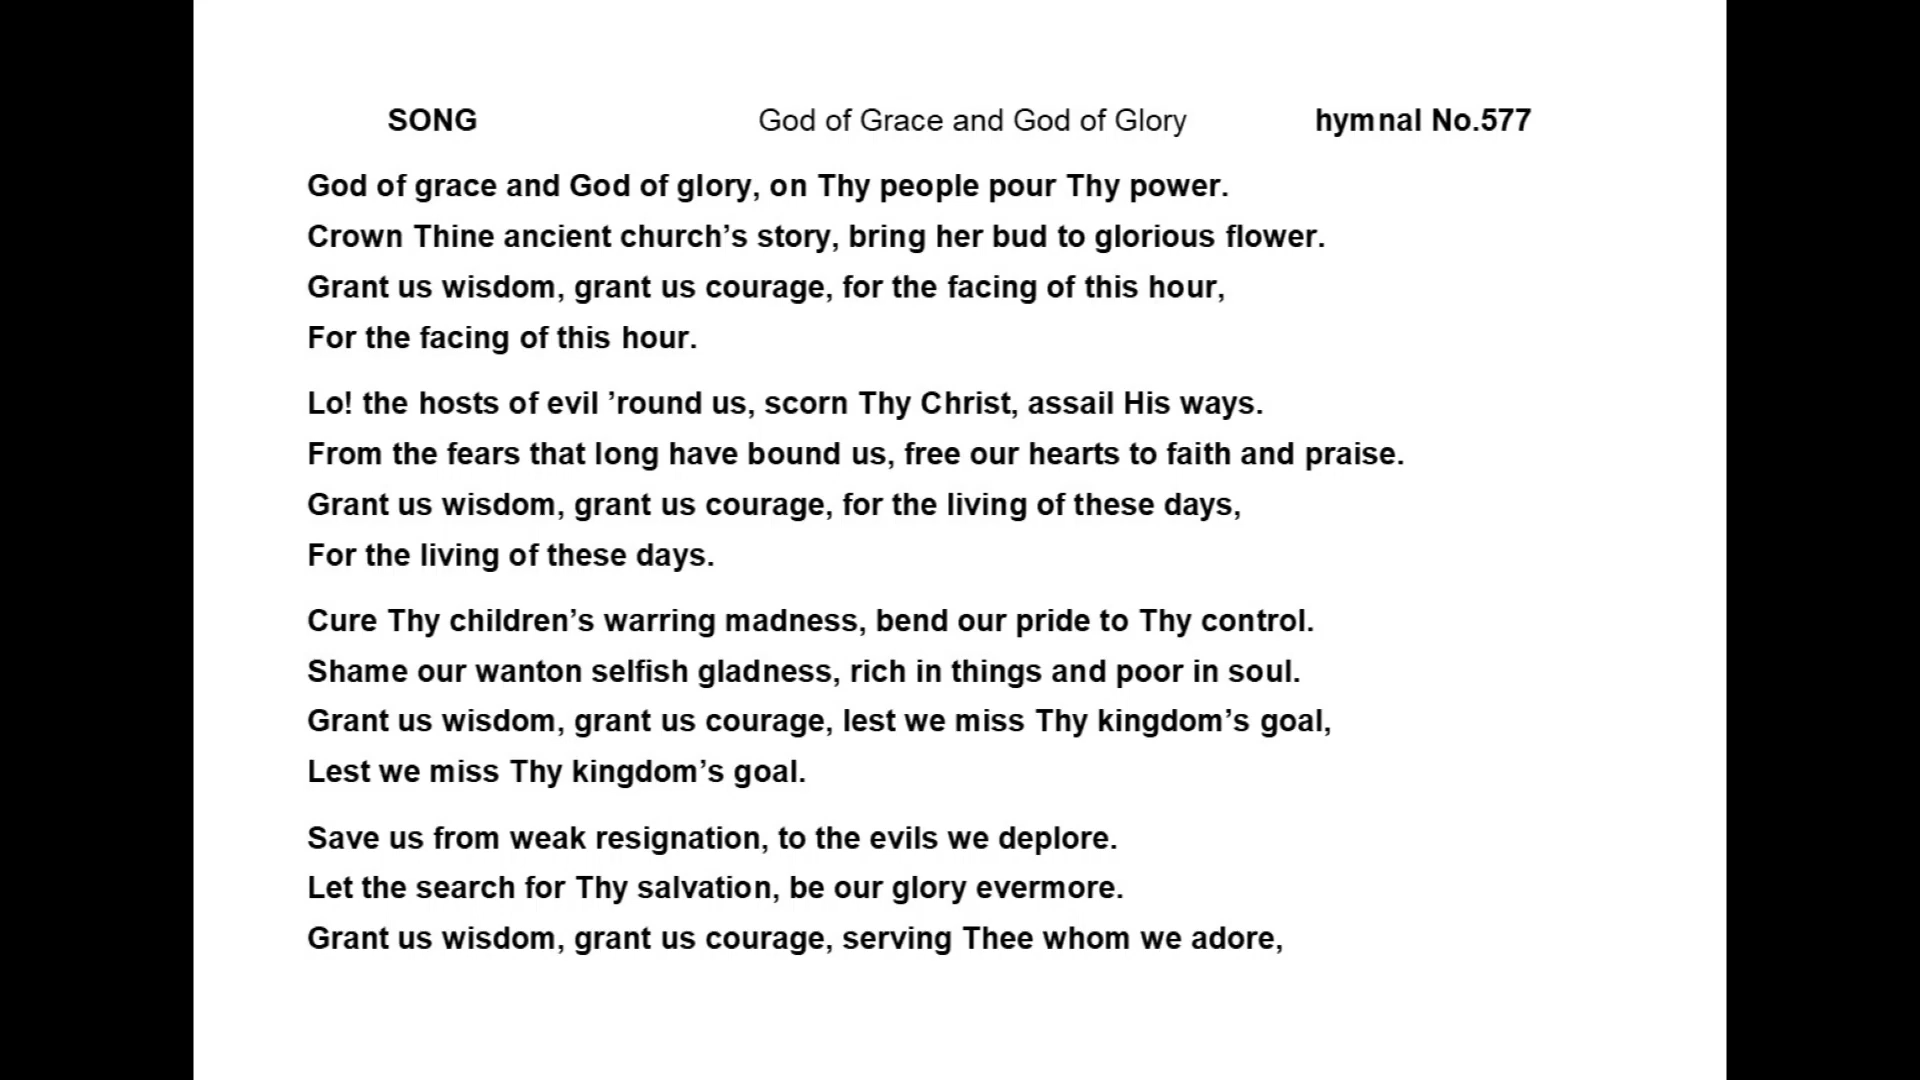 SONG God of Grace and God of Glory hymnal No.577
God of grace and God of glory, on Thy people pour Thy power.
Crown Thine ancient church’s story, bring her bud to glorious flower.
Grant us wisdom, grant us courage, for the facing of this hour,
For the facing of this hour.
Lo! the hosts of evil ’round us, scorn Thy Christ, assail His ways.
From the fears that long have bound us, free our hearts to faith and praise.
Grant us wisdom, grant us courage, for the living of these days,
For the living of these days.
Cure Thy children’s warring madness, bend our pride to Thy control.
Shame our wanton selfish gladness, rich in things and poor in soul.
Grant us wisdom, grant us courage, lest we miss Thy kingdom’s goal,
Lest we miss Thy kingdom’s goal.
Save us from weak resignation, to the evils we deplore.
Let the search for Thy salvation, be our glory evermore.
Grant us wisdom, grant us courage, serving Thee whom we adore,